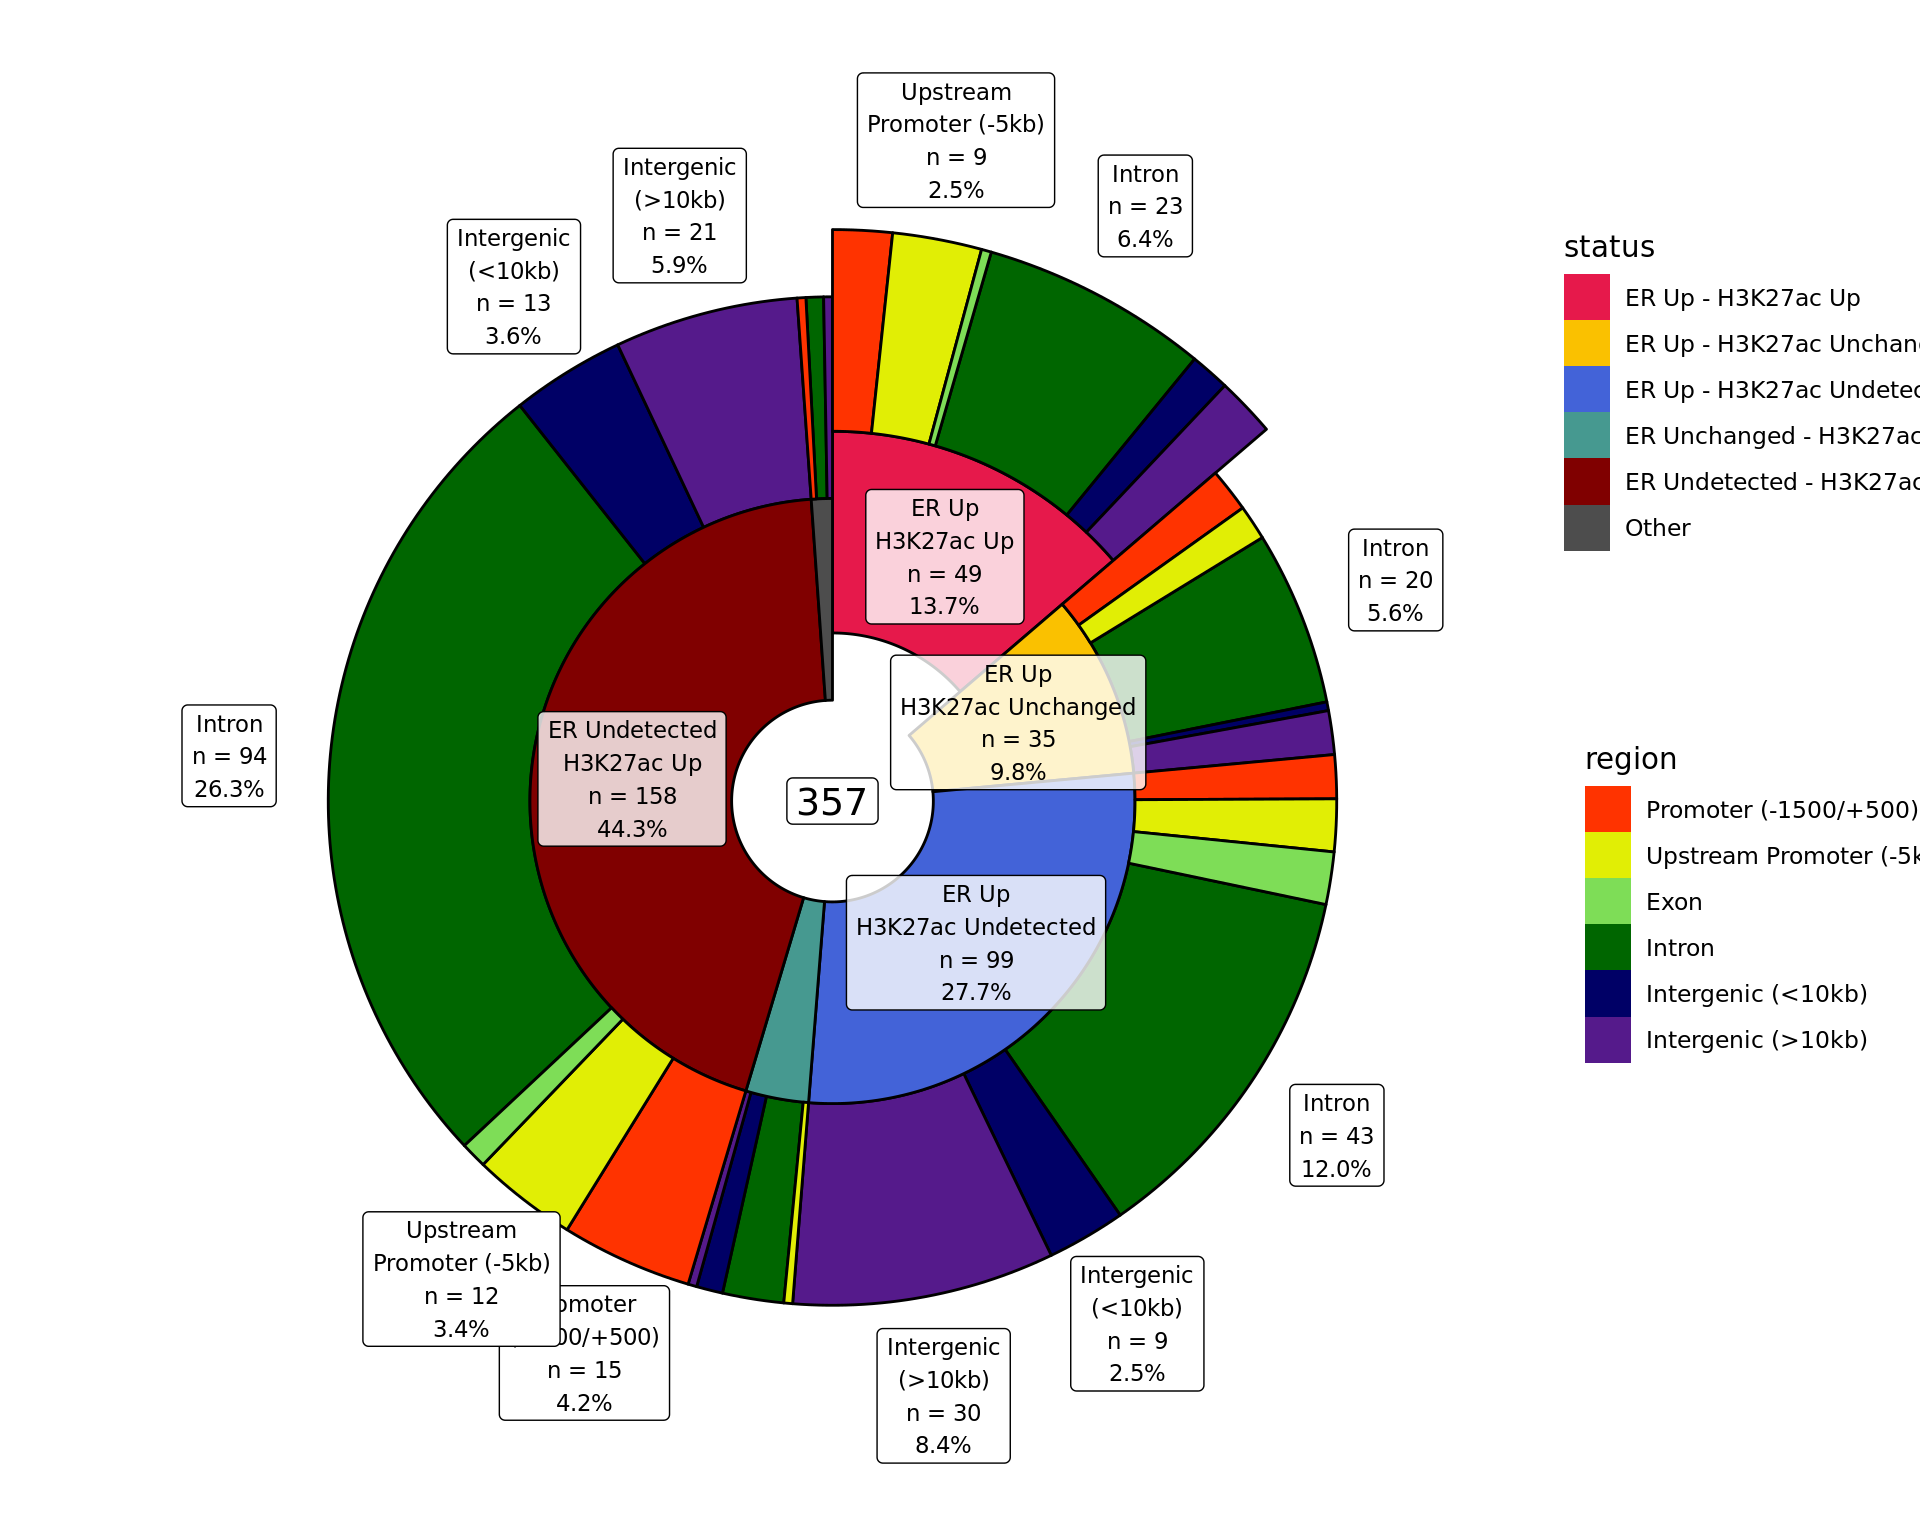 Upstream
Promoter (-5kb)
n = 9
2.5%
Intron
n = 23
6.4%
Intergenic
(>10kb)
n = 21
5.9%
Intergenic
(<10kb)
n = 13
3.6%
ER Up
H3K27ac Up
n = 49
13.7%
Intron
n = 20
5.6%
ER Up
H3K27ac Unchanged
n = 35
9.8%
Intron
n = 94
26.3%
ER Undetected
H3K27ac Up
n = 158
44.3%
357
ER Up
H3K27ac Undetected
n = 99
27.7%
Intron
n = 43
12.0%
Upstream
Promoter (-5kb)
n = 12
3.4%
omoter
00/+500)
n = 15
4.2%
Intergenic
(>10kb)
n = 30
8.4%
Intergenic
(<10kb)
n = 9
2.5%
status
ER Up - H3K27ac Up
ER Up - H3K27ac Unchan
ER Up - H3K27ac Undetec
ER Unchanged - H3K27ac
ER Undetected - H3K27ac
Other
region
Promoter (-1500/+500)
Upstream Promoter (-5k
Exon
Intron
Intergenic (<10kb)
Intergenic (>10kb)